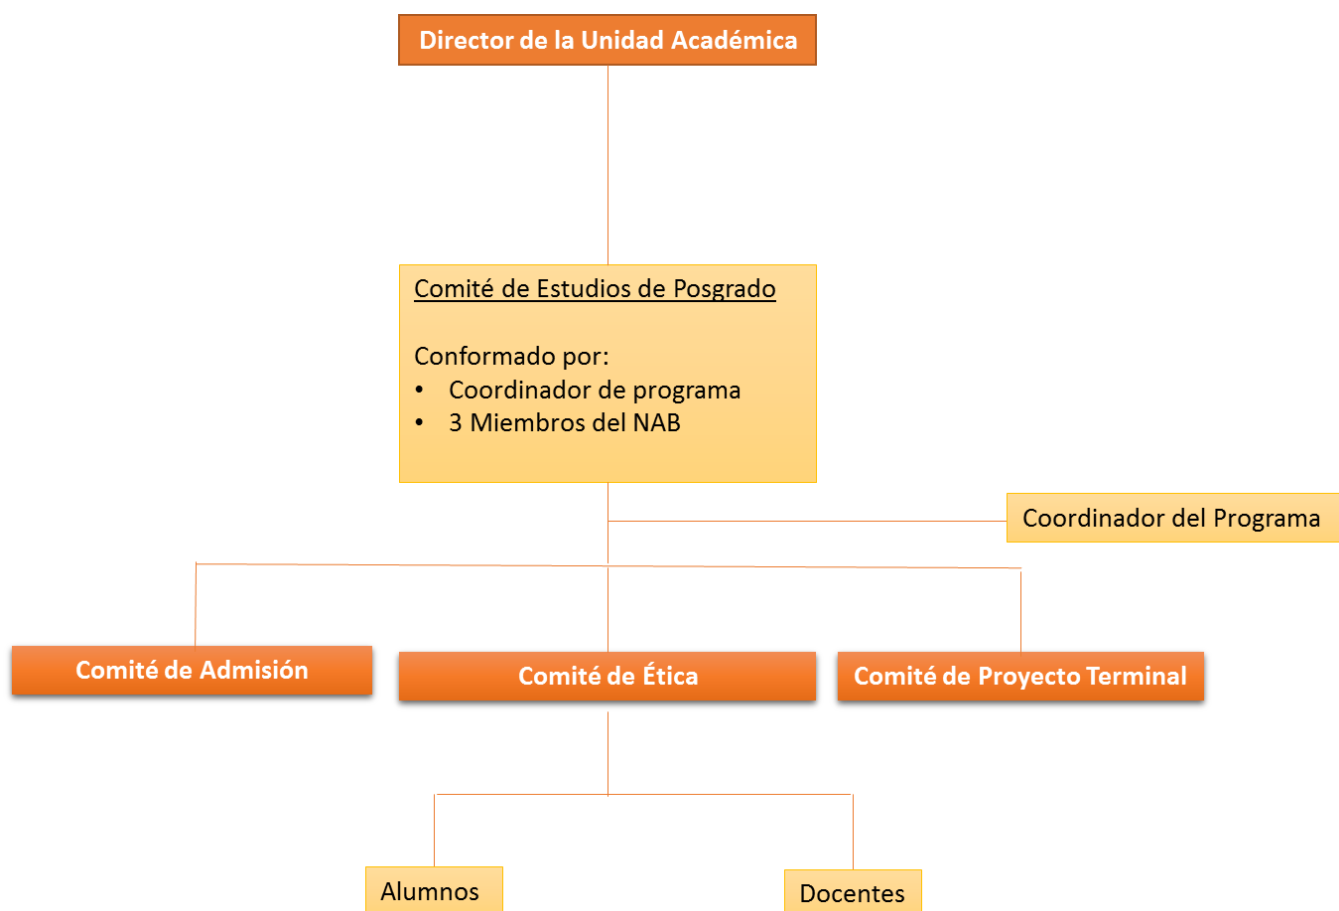 Director de la Unidad Académica
Comité de Estudios de Posgrado
Conformado por:
• Coordinador de programa
• 3 Miembros del NAB
Coordinador del Programa
Comité de Admisión
Comité de Ética
Comité de Proyecto Terminal
Alumnos
Docentes